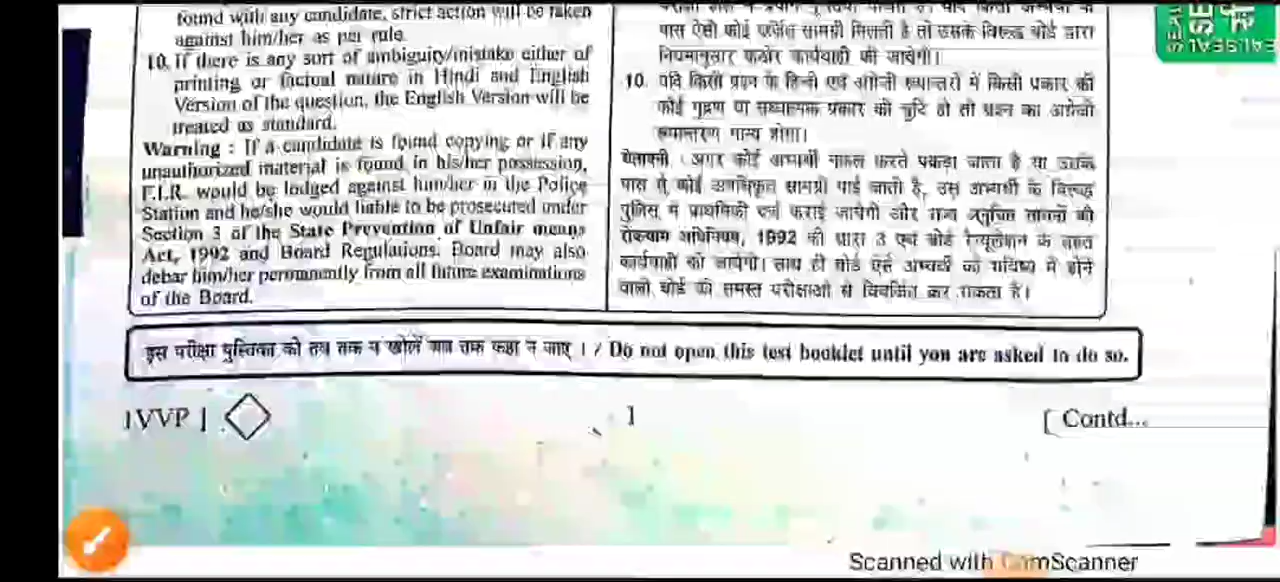 found with any candidate, strict action will be taken
against him/her as per rule.
10. If there is any sort of ambiguity/mistake either of
printing or factual nature in Hindi and English
Version of the question, the English Version will be
treated as standard.
Warning : If a candidate is found copying or if any
unauthorized material is found in his/her possession,
F.I.R. would be lodged against him/her in the Police
Station and he/she would liable to be prosecuted under
Section 3 of the State Prevention of Unfair means
Act, 1992 and Board Regulations. Board may also
debar him/her permanently from all future examinations
of the Board.
पास ऐसी कोई वर्जित सामग्री मिलती है तो उसके विरूद्ध बोर्ड द्वारा
नियमानुसार कठोर कार्यवाही की जायेगी।
10. यदि किसी प्रश्न के हिन्दी एवं अंग्रेजी रूपान्तरों में किसी प्रकार की
कोई मुद्रण या तथ्यात्मक प्रकार की त्रुटि हो तो प्रश्न का अंग्रेजी
रूपान्तरण मान्य होगा।
चेतावनी : अगर कोई अभ्यर्थी नकल करते पकड़ा जाता है या उसके
पास से कोई अनधिकृत सामग्री पाई जाती है, उस अभ्यर्थी के विरूद्ध
पुलिस में प्राथमिकी दर्ज कराई जायेगी और राज्य अनुचित साधनों की
रोकथाम अधिनियम, 1992 की धारा 3 एवं बोर्ड रेग्यूलेशन के तहत
कार्यवाही की जायेगी। साथ ही बोर्ड ऐसे अभ्यर्थी को भविष्य में होने
वाली बोर्ड की समस्त परीक्षाओं से विवर्जित कर सकता है।
इस परीक्षा पुस्तिका को तब तक न खोलें जब तक कहा न जाए । / Do not open this test booklet until you are asked to do so.
1VVP ] 1 [ Contd...
Scanned with CamScanner